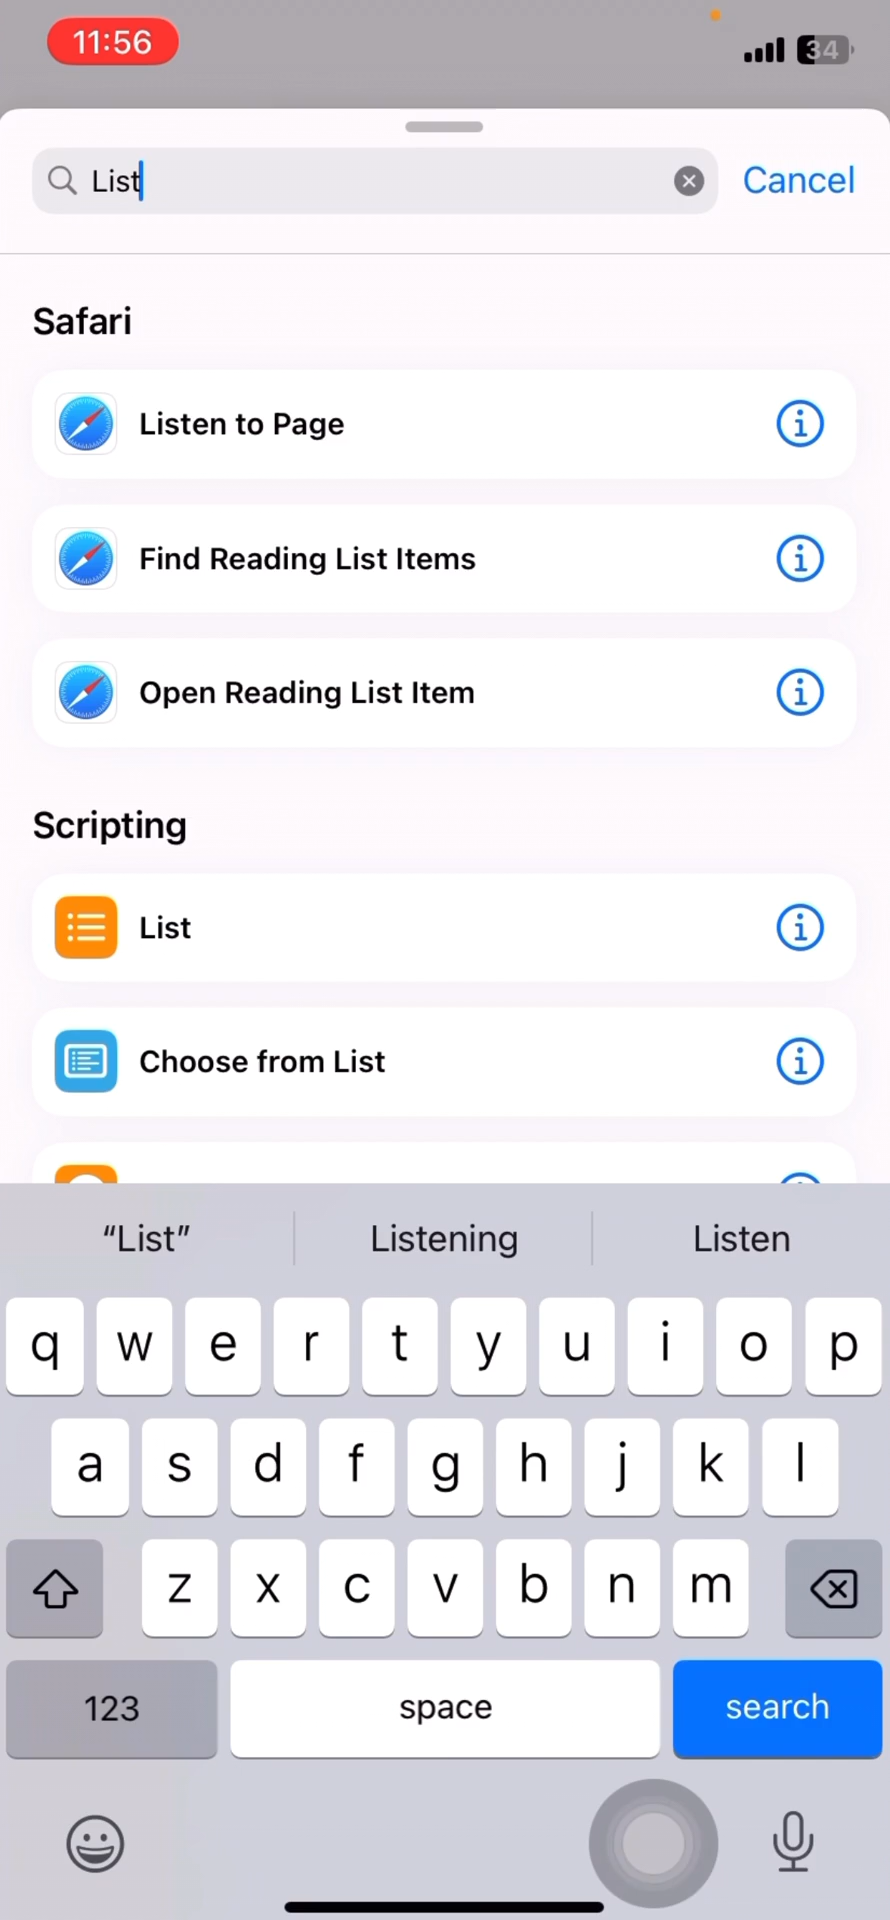 11:56
34
List
Cancel
Safari
Listen to Page
Find Reading List Items
Open Reading List Item
Scripting
List
Choose from List
“List”
Listening
Listen
q w e r t y u i o p
a s d f g h j k l
z x c v b n m
123
space
search